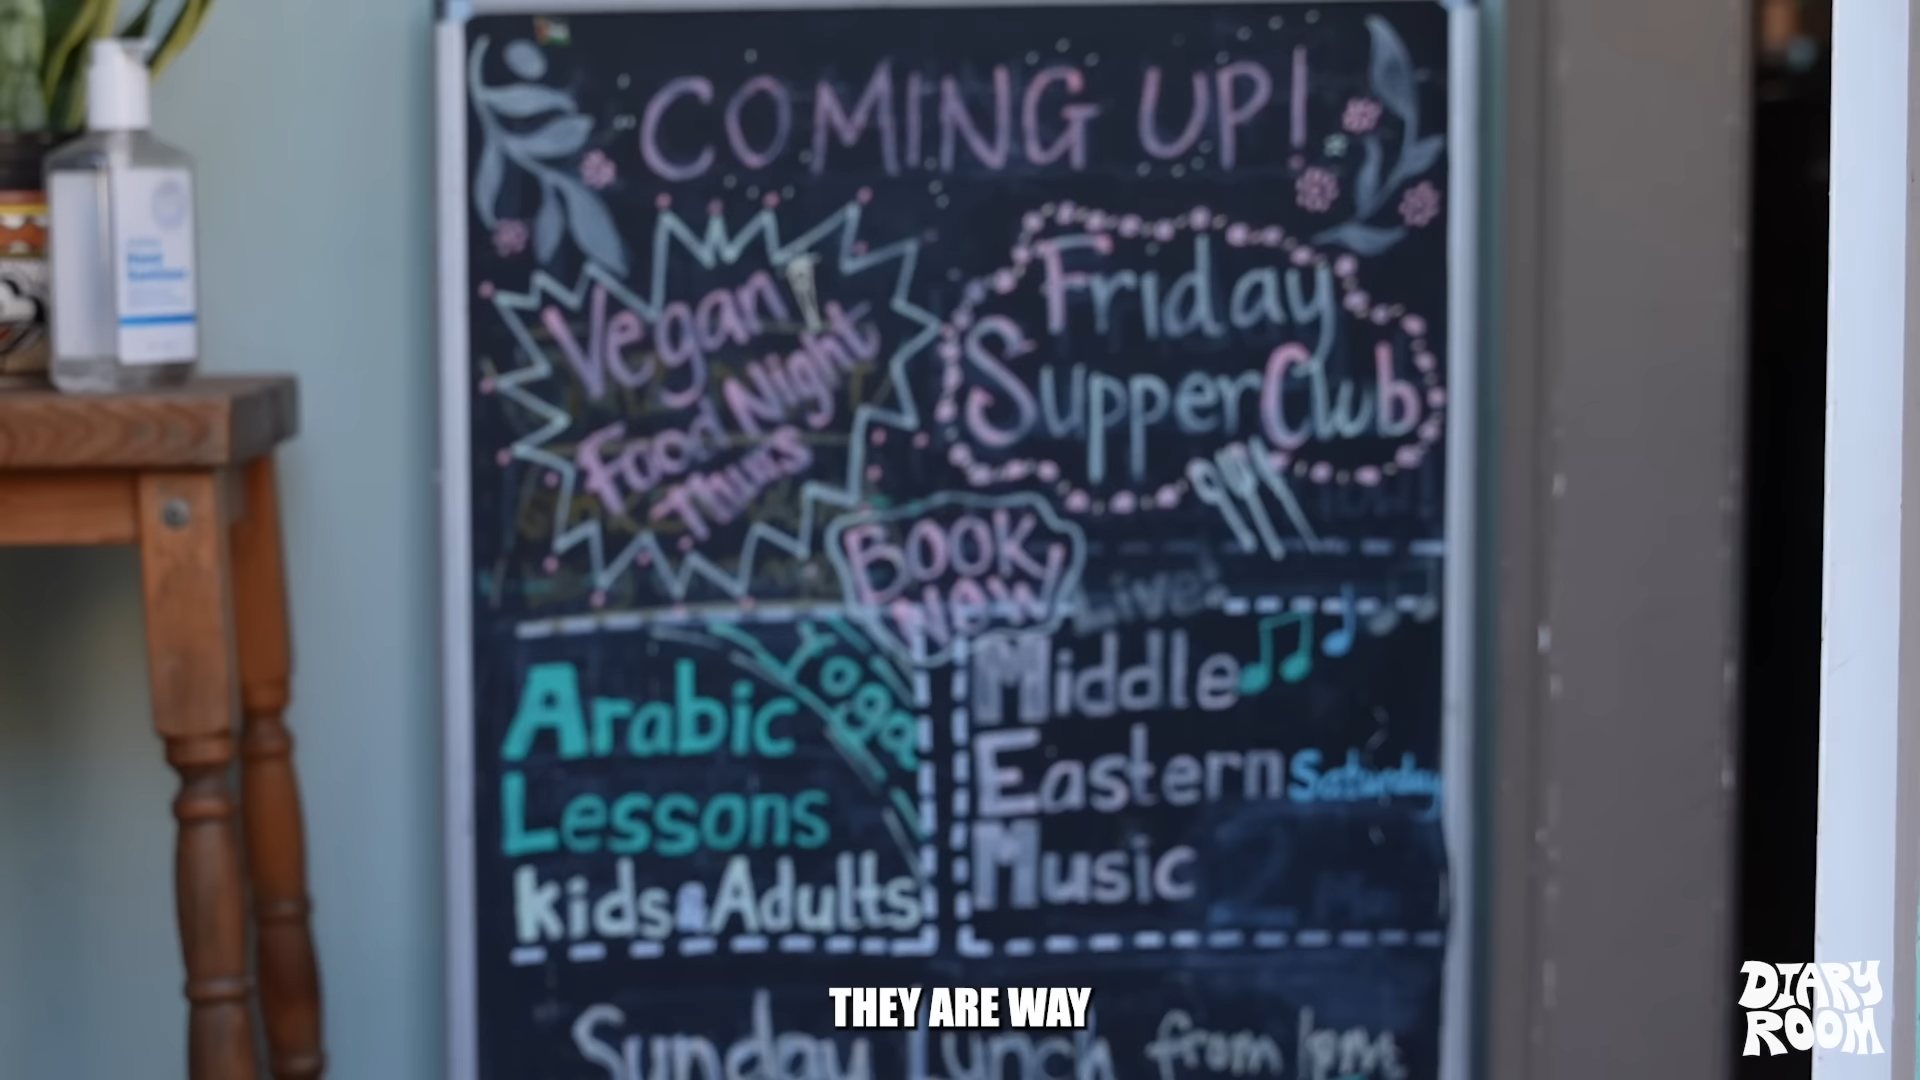 COMING UP!
Vegan
Food Night
Thurs
Friday
Supper Club
BOOK
NOW
Live
Yoga
Arabic
Lessons
kids & Adults
Middle
Eastern Saturday
Music
Sunday Lunch from 1pm
THEY ARE WAY
DIARY
ROOM